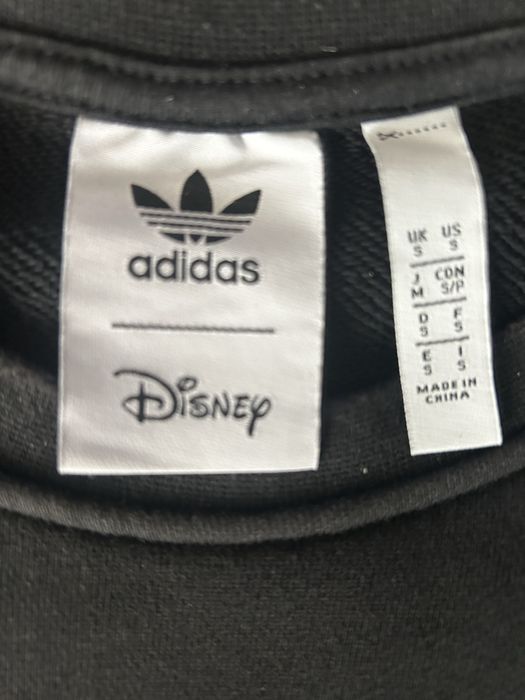 adidas
Disney
UK US
S S
J CON
M S/P
D F
S S
E I
S S
MADE IN
CHINA